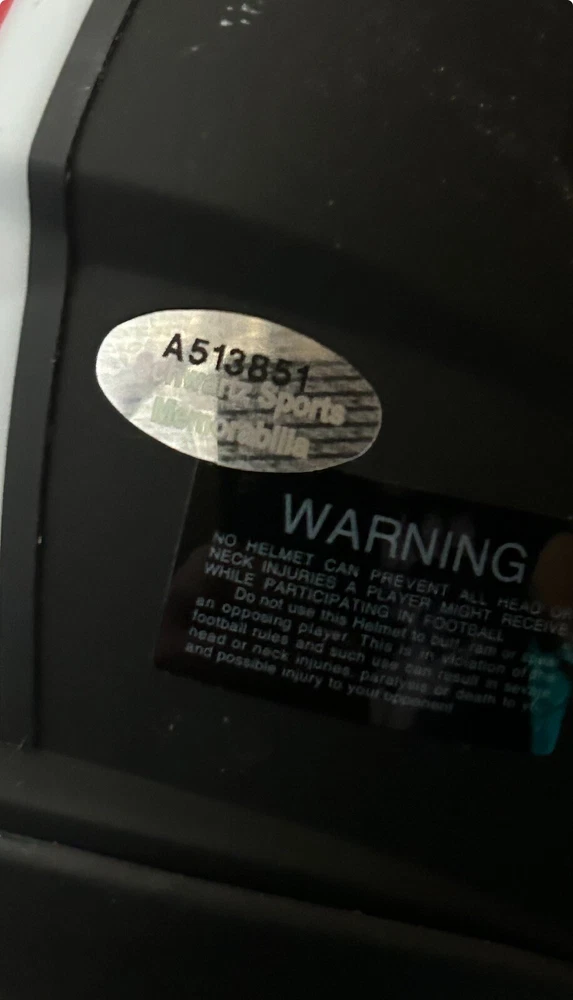 A513851
Schwartz Sports
Memorabilia
WARNING
NO HELMET CAN PREVENT ALL HEAD OR
NECK INJURIES A PLAYER MIGHT RECEIVE
WHILE PARTICIPATING IN FOOTBALL
Do not use this Helmet to butt, ram or
an opposing player. This is in violation of the
football rules and such use can result in severe
head or neck injuries, paralysis or death to
and possible injury to your opponent